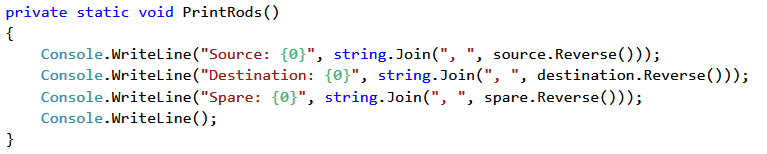 private static void PrintRods()
{
    Console.WriteLine("Source: {0}", string.Join(", ", source.Reverse()));
    Console.WriteLine("Destination: {0}", string.Join(", ", destination.Reverse()));
    Console.WriteLine("Spare: {0}", string.Join(", ", spare.Reverse()));
    Console.WriteLine();
}